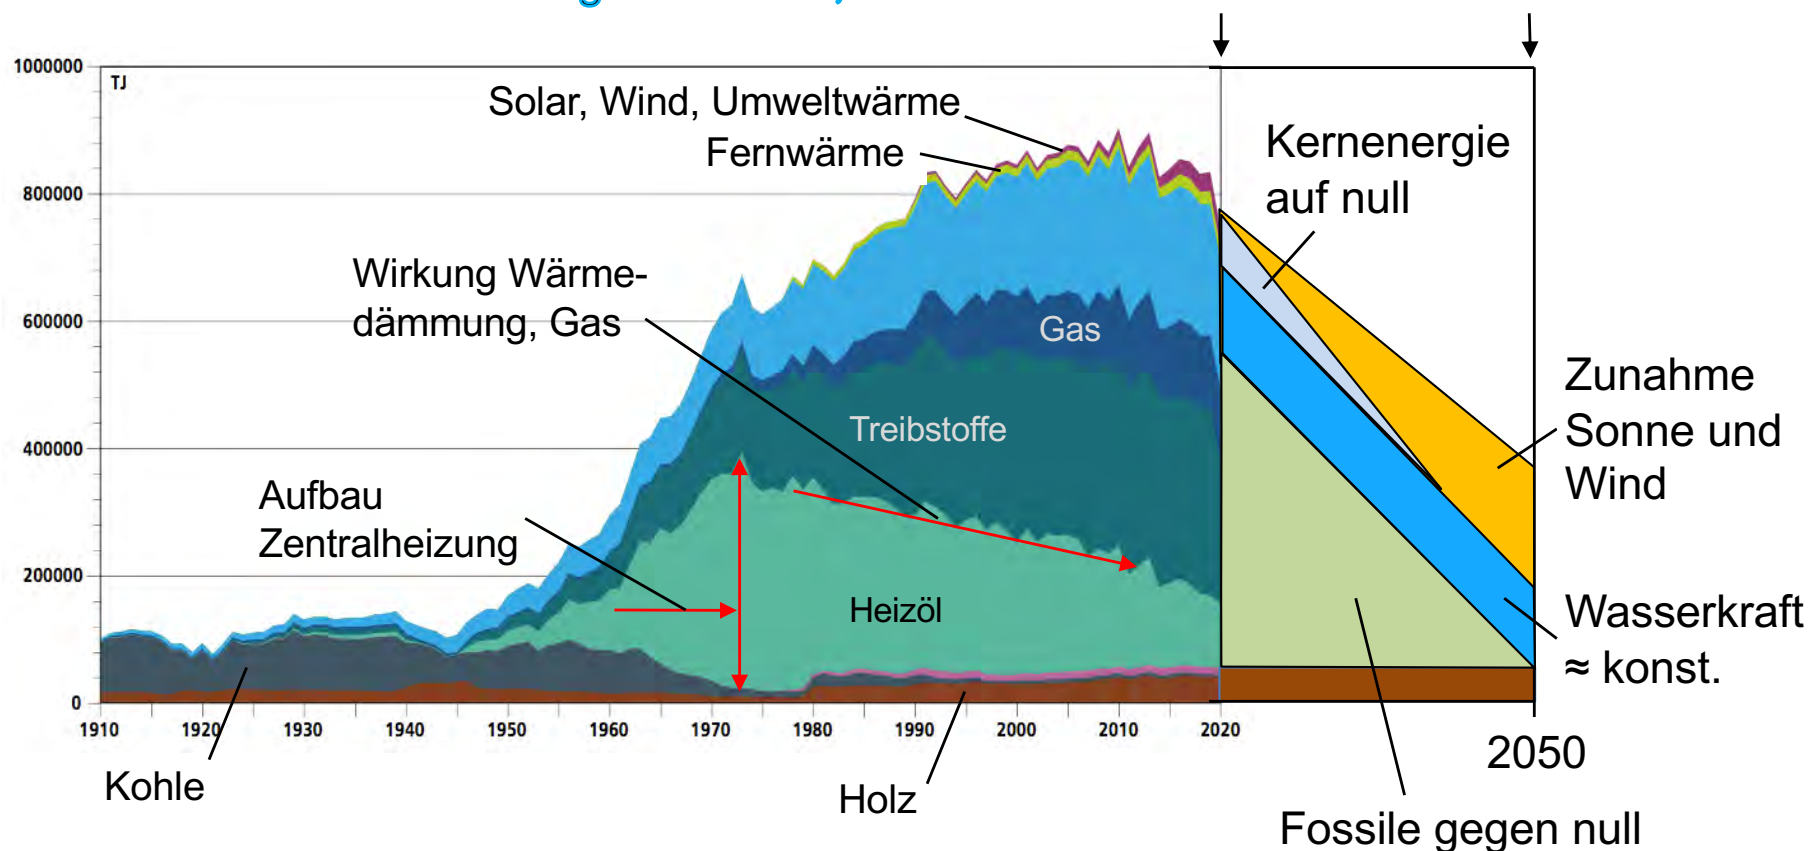 1000000
TJ
800000
600000
400000
200000
0
1910
1920
1930
1940
1950
1960
1970
1980
1990
2000
2010
2020
2050
Solar, Wind, Umweltwärme
Fernwärme
Wirkung Wärme-
dämmung, Gas
Aufbau
Zentralheizung
Gas
Treibstoffe
Heizöl
Kohle
Holz
Kernenergie
auf null
Zunahme
Sonne und
Wind
Wasserkraft
≈ konst.
Fossile gegen null